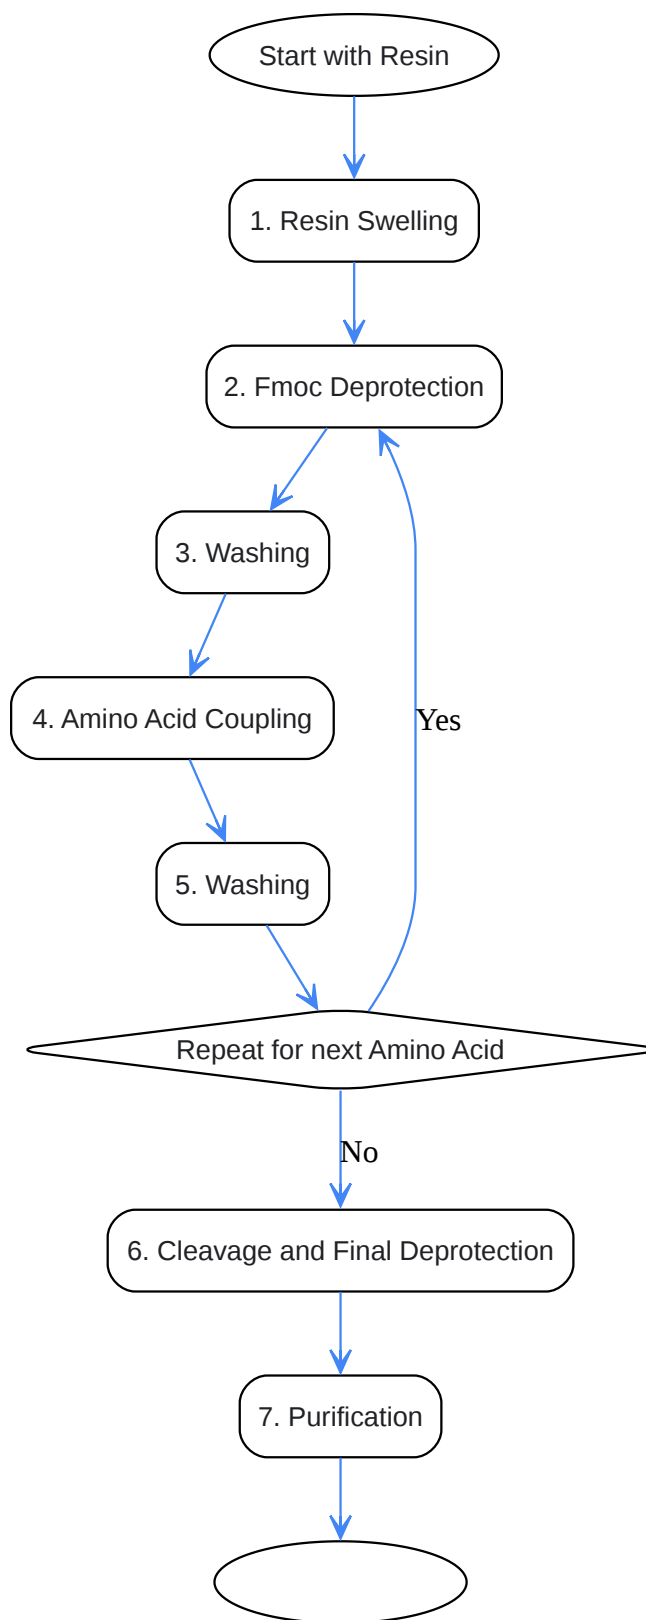 Start with Resin
1. Resin Swelling
2. Fmoc Deprotection
3. Washing
4. Amino Acid Coupling
Yes
5. Washing
Repeat for next Amino Acid
No
6. Cleavage and Final Deprotection
7. Purification